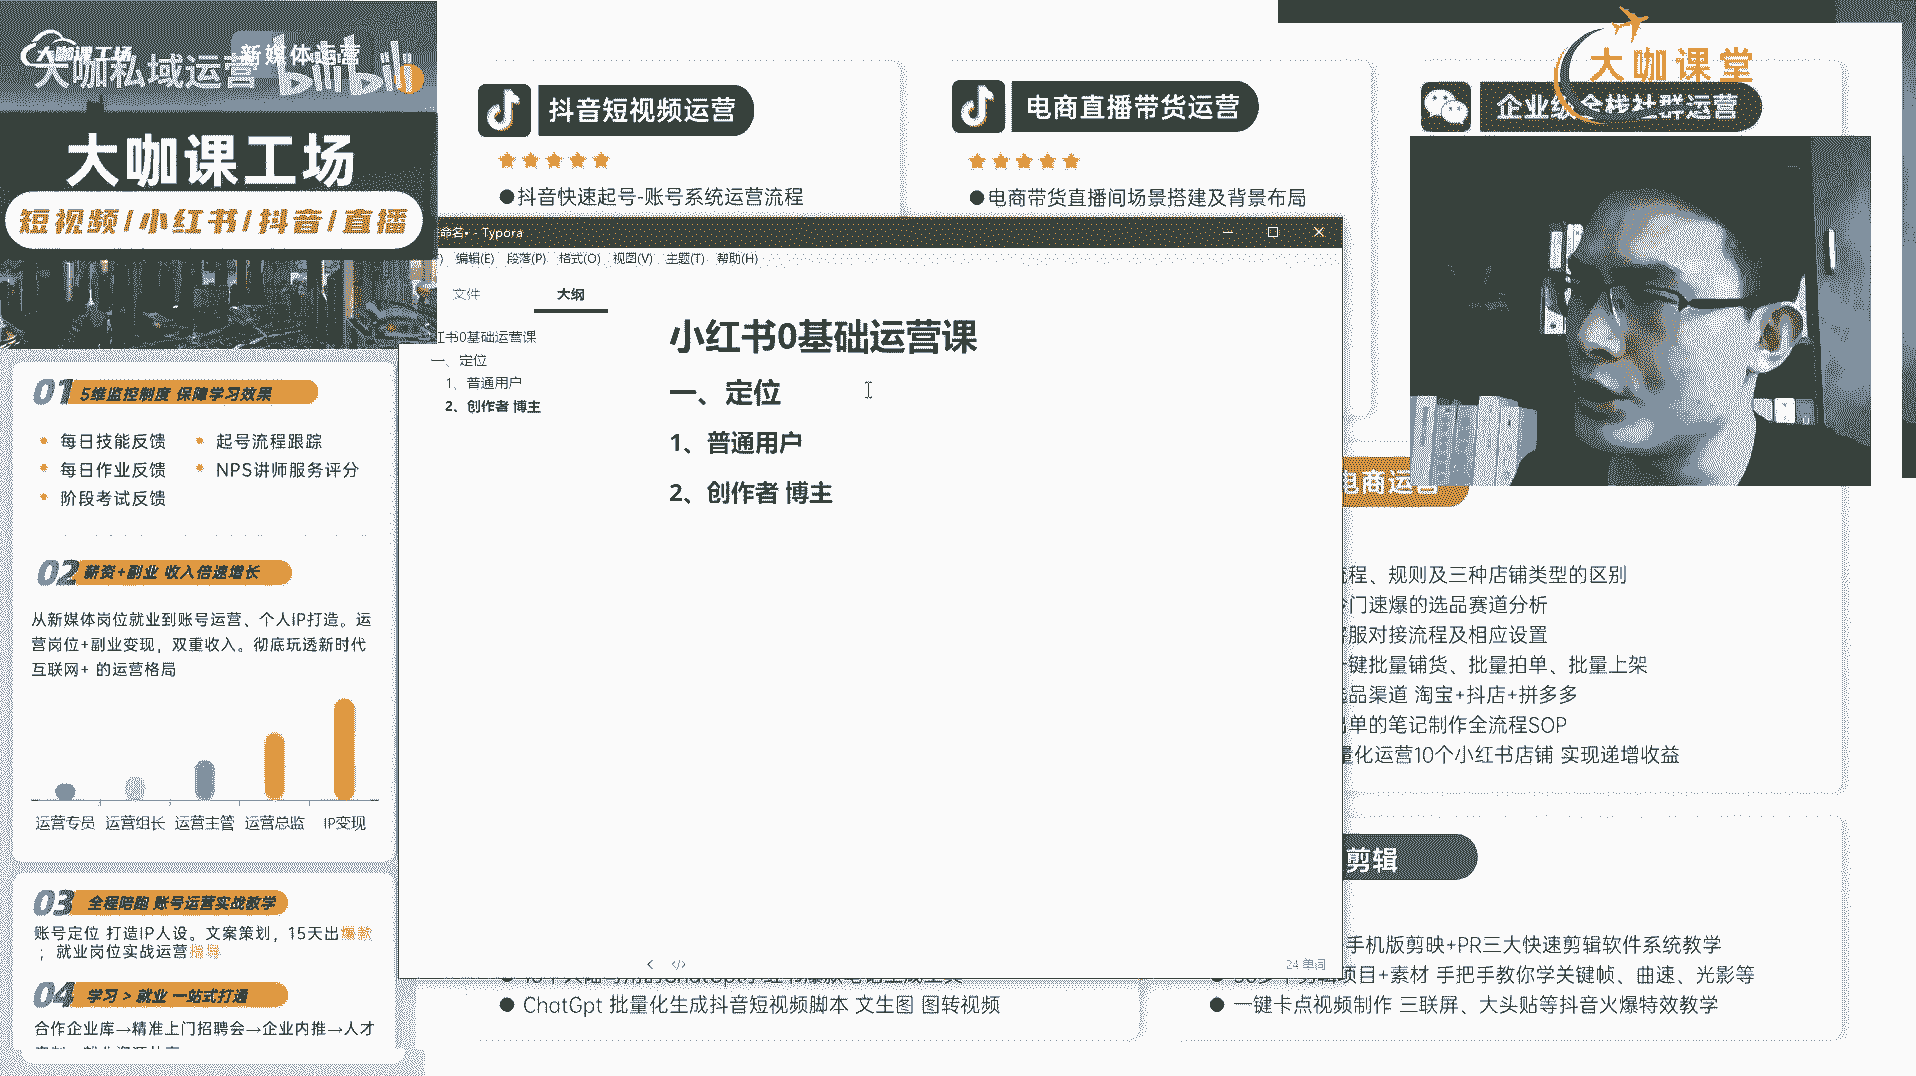 大咖课工场
新媒体运营
大咖私域运营
bilibili
大咖课工场
短视频/小红书/抖音/直播
01 5维监控制度 保障学习效果
每日技能反馈
起号流程跟踪
每日作业反馈
NPS讲师服务评分
阶段考试反馈
02 薪资+副业 收入倍速增长
从新媒体岗位就业到账号运营、个人IP打造。运
营岗位+副业变现，双重收入。彻底玩透新时代
互联网+ 的运营格局
运营专员 运营组长 运营主管 运营总监 IP变现
03 全程陪跑 账号运营实战教学
账号定位 打造IP人设。文案策划，15天出爆款
；就业岗位实战运营指导
04 学习 > 就业 一站式打通
合作企业库→精准上门招聘会→企业内推→人才
抖音短视频运营
●抖音快速起号-账号系统运营流程
电商直播带货运营
●电商带货直播间场景搭建及背景布局
大咖课堂
企业级全栈社群运营
命名• - Typora
编辑(E) 段落(P) 格式(O) 视图(V) 主题(T) 帮助(H)
文件 大纲
红书0基础运营课
一、定位
1、普通用户
2、创作者 博主
小红书0基础运营课
一、定位
1、普通用户
2、创作者 博主
24 单词
电商运营
流程、规则及三种店铺类型的区别
冷门速爆的选品赛道分析
客服对接流程及相应设置
一键批量铺货、批量拍单、批量上架
选品渠道 淘宝+抖店+拼多多
出单的笔记制作全流程SOP
量化运营10个小红书店铺 实现递增收益
剪辑
手机版剪映+PR三大快速剪辑软件系统教学
项目+素材 手把手教你学关键帧、曲速、光影等
● 一键卡点视频制作 三联屏、大头贴等抖音火爆特效教学
● ChatGpt 批量化生成抖音短视频脚本 文生图 图转视频